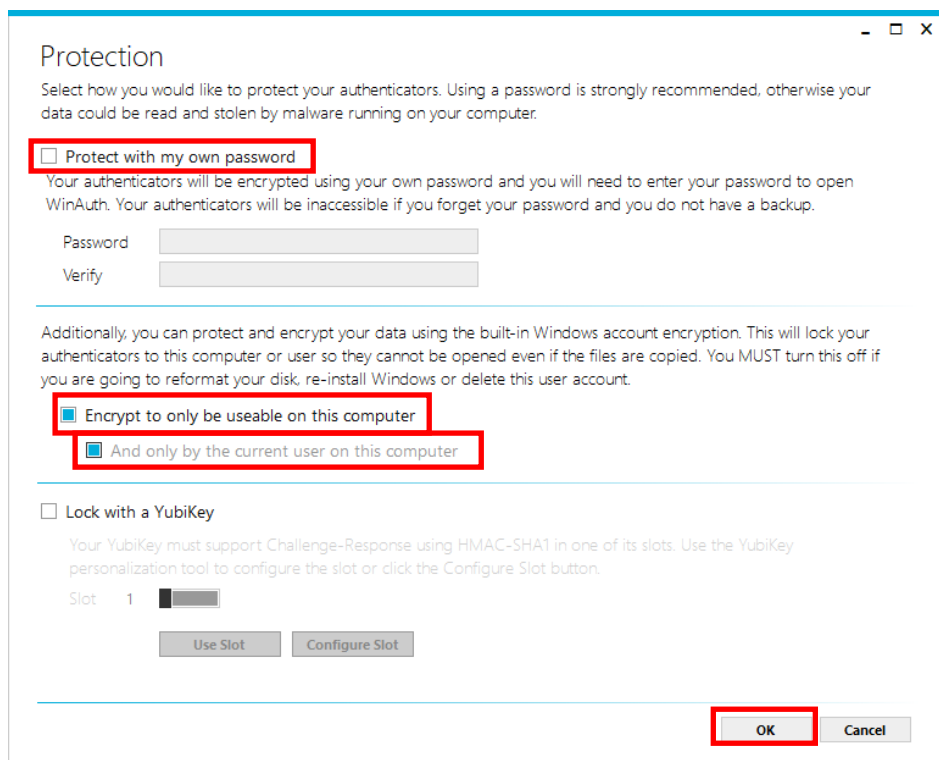 Protection
Select how you would like to protect your authenticators. Using a password is strongly recommended, otherwise your
data could be read and stolen by malware running on your computer.
Protect with my own password
Your authenticators will be encrypted using your own password and you will need to enter your password to open
WinAuth. Your authenticators will be inaccessible if you forget your password and you do not have a backup.
Password
Verify
Additionally, you can protect and encrypt your data using the built-in Windows account encryption. This will lock your
authenticators to this computer or user so they cannot be opened even if the files are copied. You MUST turn this off if
you are going to reformat your disk, re-install Windows or delete this user account.
Encrypt to only be useable on this computer
And only by the current user on this computer
Lock with a YubiKey
Your YubiKey must support Challenge-Response using HMAC-SHA1 in one of its slots. Use the YubiKey
personalization tool to configure the slot or click the Configure Slot button.
Slot 1
Use Slot Configure Slot
OK Cancel